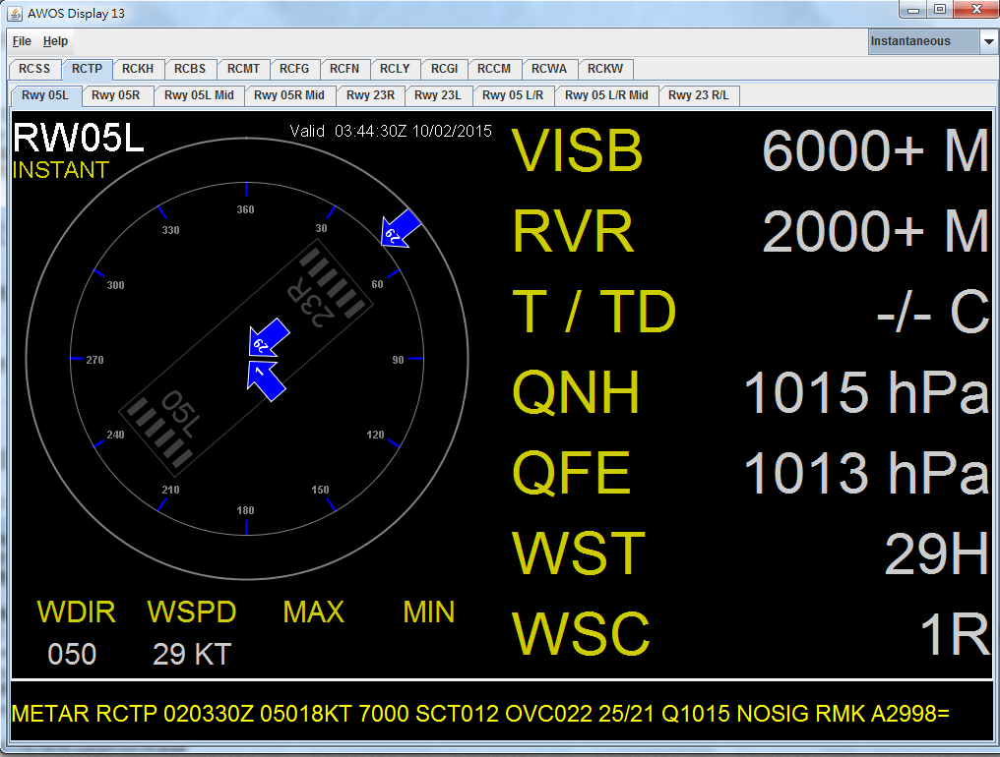 AWOS Display 13
File Help
Instantaneous
RCSS RCTP RCKH RCBS RCMT RCFG RCFN RCLY RCGI RCCM RCWA RCKW
Rwy 05L Rwy 05R Rwy 05L Mid Rwy 05R Mid Rwy 23R Rwy 23L Rwy 05 L/R Rwy 05 L/R Mid Rwy 23 R/L
RW05L
INSTANT
Valid 03:44:30Z 10/02/2015
360
330 30
300 60
270 90
240 120
210 150
180
23R
05L
29
29
1
VISB 6000+ M
RVR 2000+ M
T / TD -/- C
QNH 1015 hPa
QFE 1013 hPa
WST 29H
WSC 1R
WDIR WSPD MAX MIN
050 29 KT
METAR RCTP 020330Z 05018KT 7000 SCT012 OVC022 25/21 Q1015 NOSIG RMK A2998=